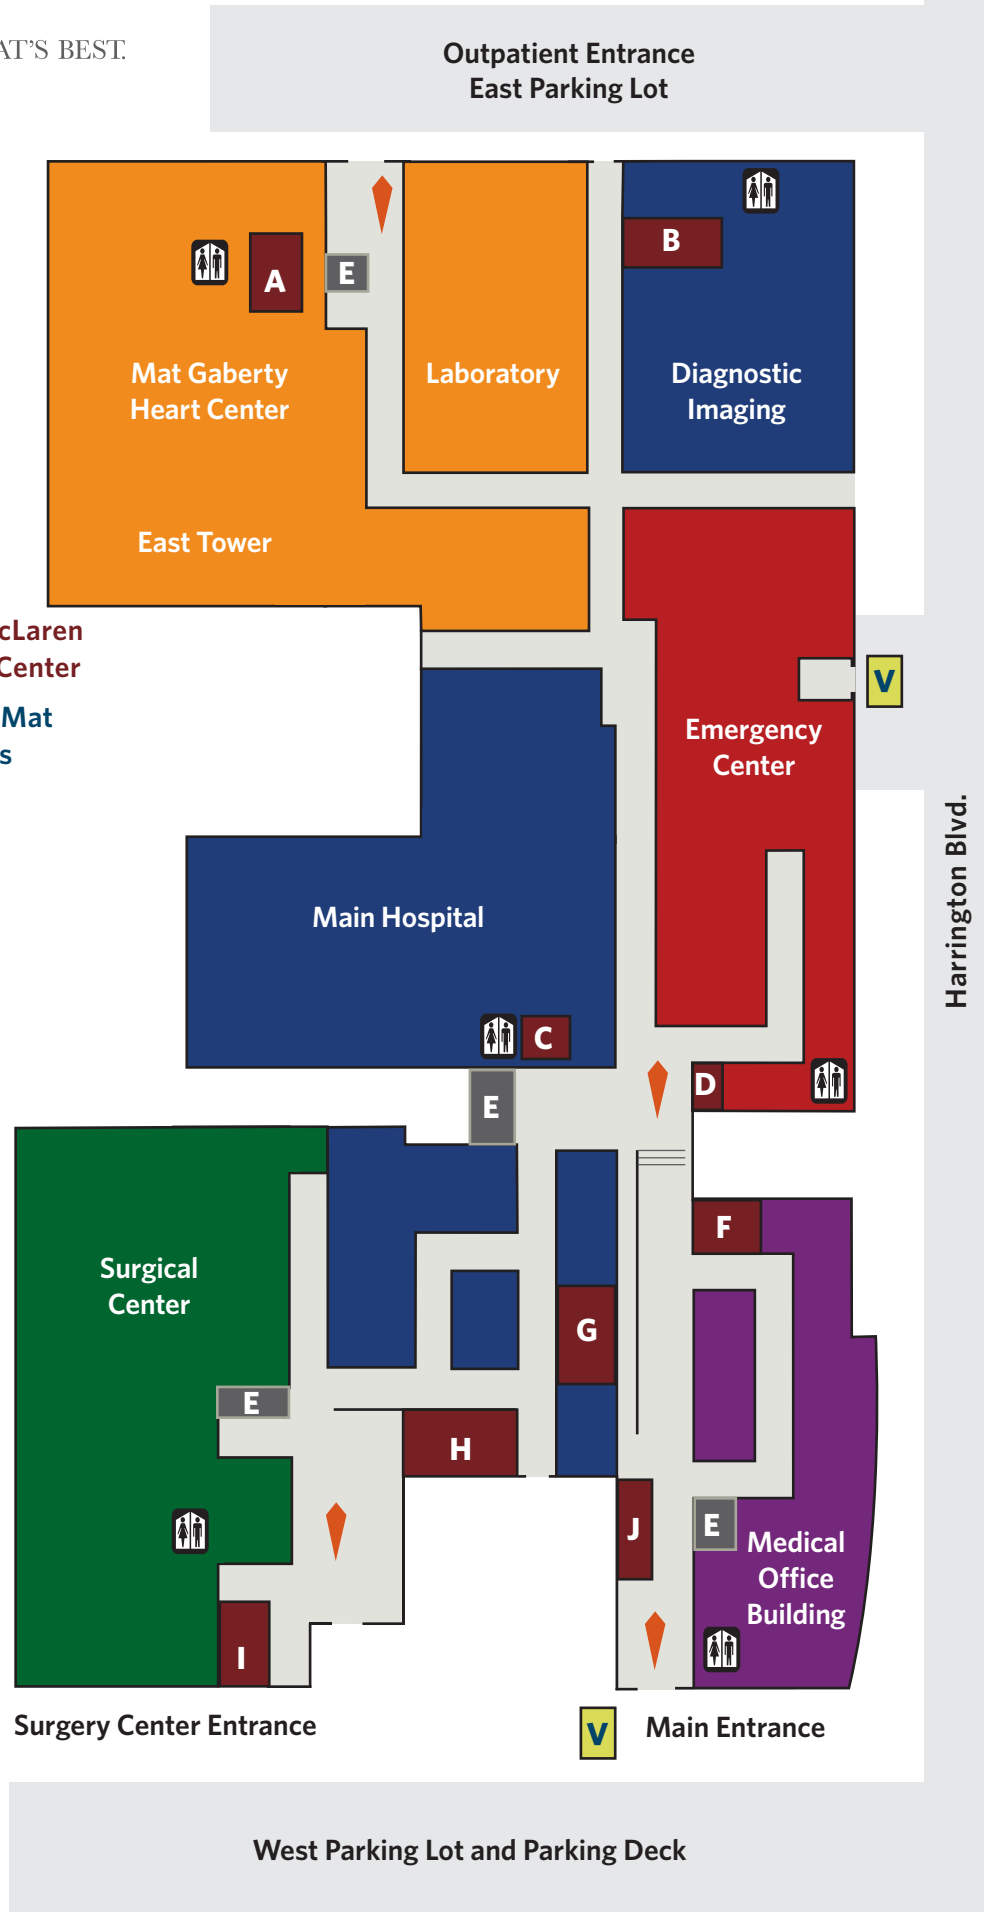 AT'S BEST.
Outpatient Entrance
East Parking Lot
B
A
E
Mat Gaberty
Heart Center
Laboratory
Diagnostic
Imaging
East Tower
cLaren
Center
Mat
s
V
Emergency
Center
Harrington Blvd.
Main Hospital
C
D
E
F
Surgical
Center
G
E
H
J
E
Medical
Office
Building
I
Surgery Center Entrance
V
Main Entrance
West Parking Lot and Parking Deck